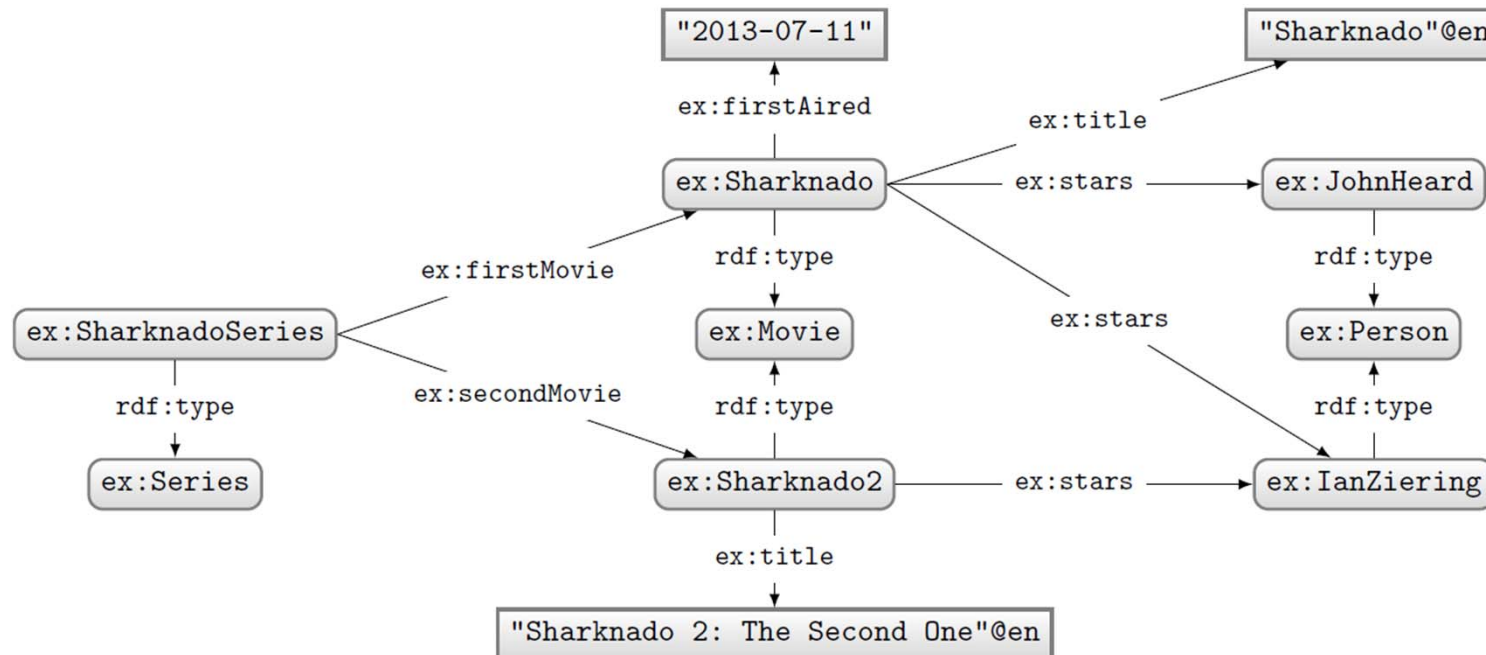 "2013-07-11" "Sharknado"@en
ex:firstAired
ex:title
ex:Sharknado ex:stars ex:JohnHeard
rdf:type rdf:type
ex:firstMovie
ex:stars
ex:SharknadoSeries ex:Movie ex:Person
ex:secondMovie
rdf:type rdf:type rdf:type
ex:Series ex:Sharknado2 ex:stars ex:IanZiering
ex:title
"Sharknado 2: The Second One"@en